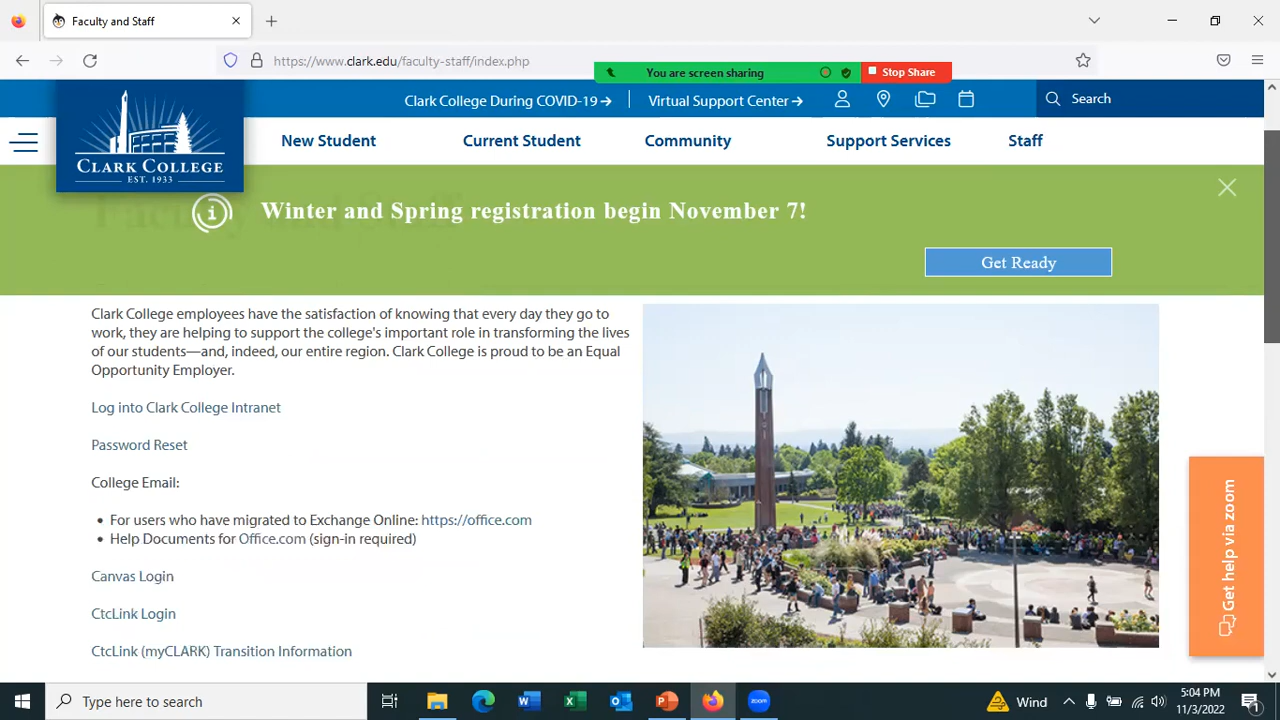 Faculty and Staff
https://www.clark.edu/faculty-staff/index.php
You are screen sharing
Stop Share
Clark College During COVID-19
Virtual Support Center
Search
CLARK COLLEGE
EST. 1933
New Student
Current Student
Community
Support Services
Staff
Faculty and Staff
Winter and Spring registration begin November 7!
Get Ready
Clark College employees have the satisfaction of knowing that every day they go to
work, they are helping to support the college's important role in transforming the lives
of our students—and, indeed, our entire region. Clark College is proud to be an Equal
Opportunity Employer.
Log into Clark College Intranet
Password Reset
College Email:
• For users who have migrated to Exchange Online: https://office.com
• Help Documents for Office.com (sign-in required)
Canvas Login
CtcLink Login
CtcLink (myCLARK) Transition Information
Get help via zoom
Type here to search
zoom
Wind
5:04 PM
11/3/2022
1